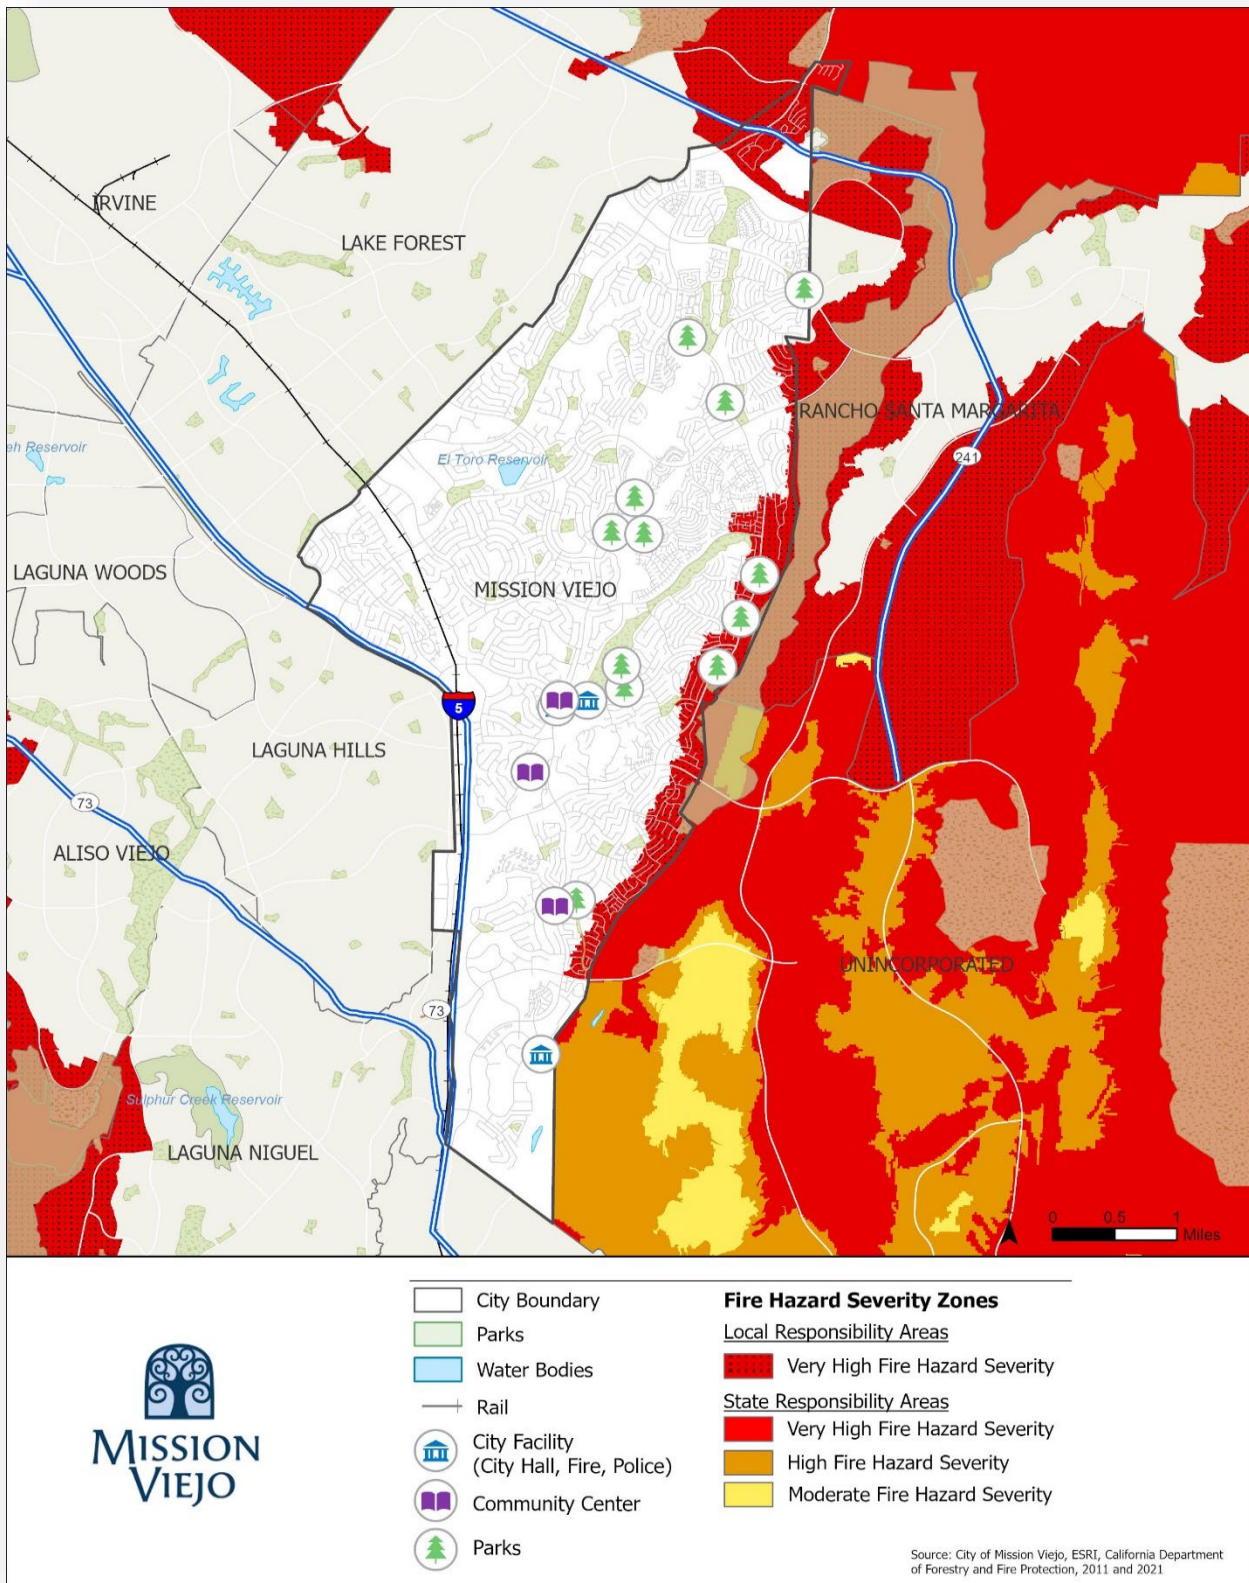 IRVINE
LAKE FOREST
eh Reservoir
El Toro Reservoir
RANCHO SANTA MARGARITA
241
LAGUNA WOODS
MISSION VIEJO
5
LAGUNA HILLS
73
ALISO VIEJO
UNINCORPORATED
73
Sulphur Creek Reservoir
LAGUNA NIGUEL
0 0.5 1
Miles
MISSION
VIEJO
City Boundary
Parks
Water Bodies
Rail
City Facility
(City Hall, Fire, Police)
Community Center
Parks
Fire Hazard Severity Zones
Local Responsibility Areas
Very High Fire Hazard Severity
State Responsibility Areas
Very High Fire Hazard Severity
High Fire Hazard Severity
Moderate Fire Hazard Severity
Source: City of Mission Viejo, ESRI, California Department
of Forestry and Fire Protection, 2011 and 2021